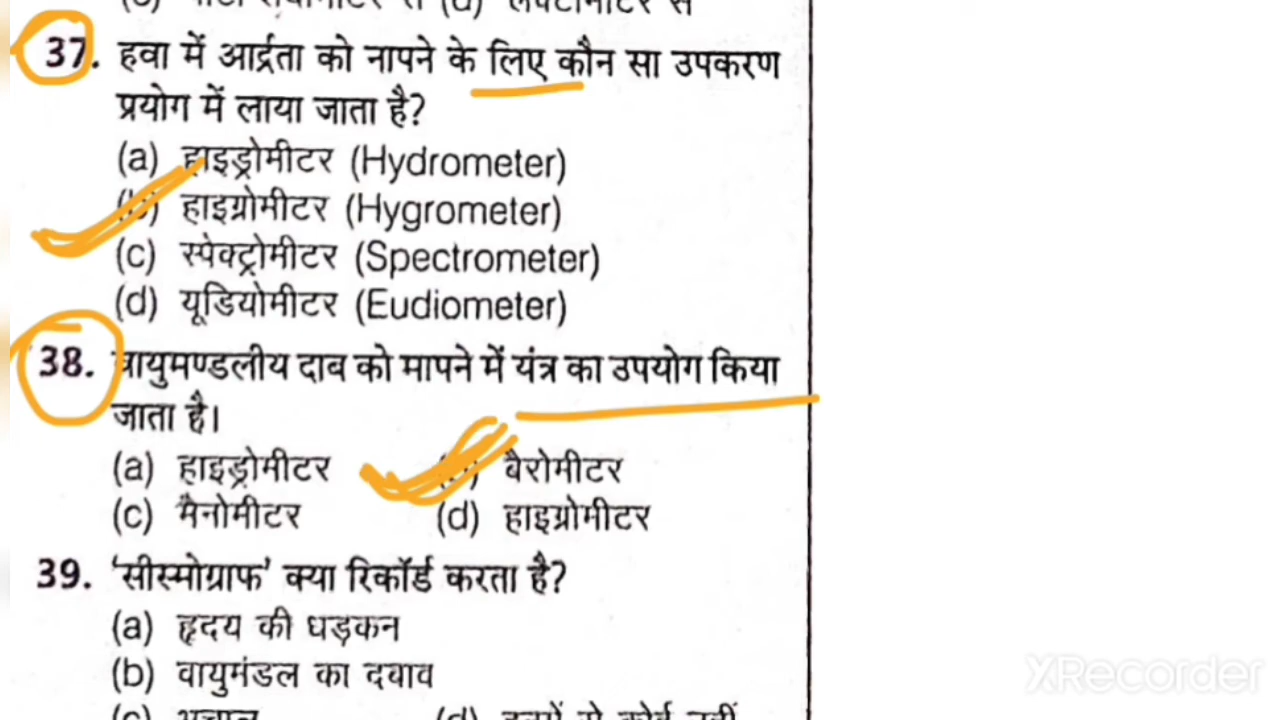 37. हवा में आर्द्रता को नापने के लिए कौन सा उपकरण
प्रयोग में लाया जाता है?
(a) हाइड्रोमीटर (Hydrometer)
(b) हाइग्रोमीटर (Hygrometer)
(c) स्पेक्ट्रोमीटर (Spectrometer)
(d) यूडियोमीटर (Eudiometer)
38. वायुमण्डलीय दाब को मापने में यंत्र का उपयोग किया
जाता है।
(a) हाइड्रोमीटर (b) बैरोमीटर
(c) मैनोमीटर (d) हाइग्रोमीटर
39. 'सीस्मोग्राफ' क्या रिकॉर्ड करता है?
(a) हृदय की धड़कन
(b) वायुमंडल का दबाव
XRecorder